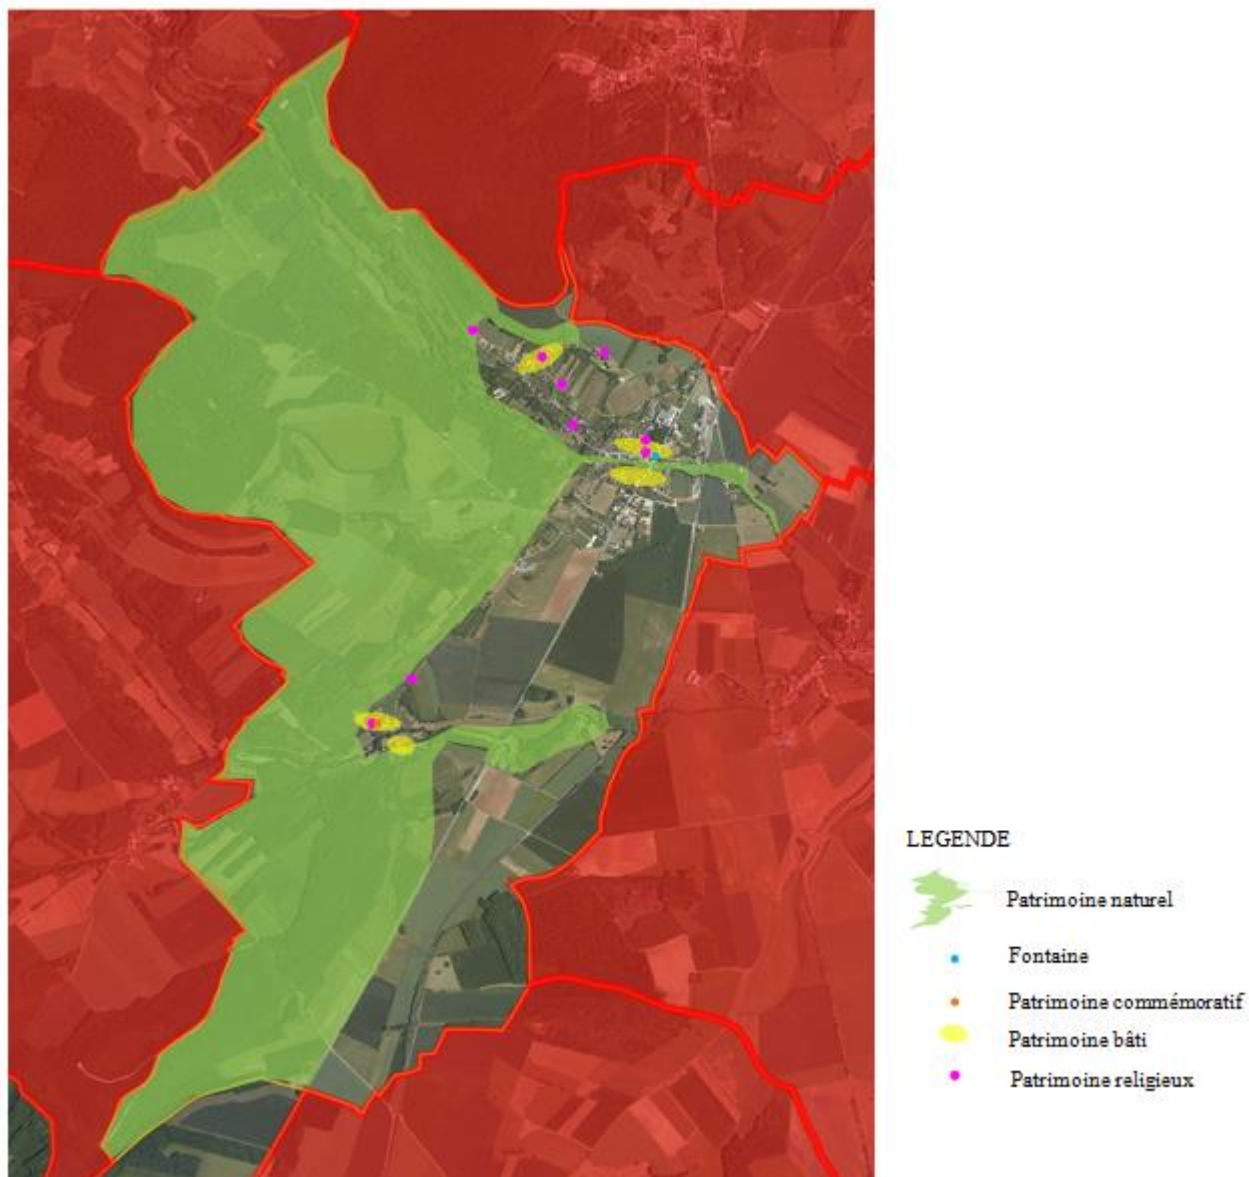 LEGENDE
Patrimoine naturel
Fontaine
Patrimoine commémoratif
Patrimoine bâti
Patrimoine religieux